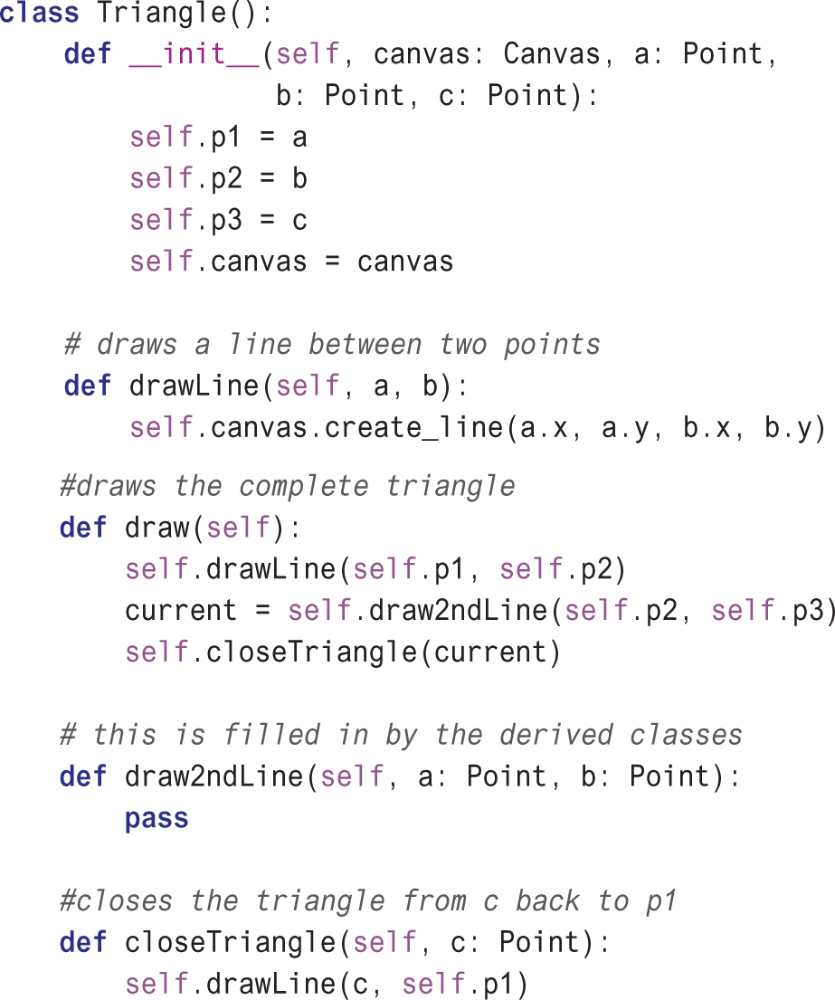 class Triangle():
    def __init__(self, canvas: Canvas, a: Point,
                 b: Point, c: Point):
        self.p1 = a
        self.p2 = b
        self.p3 = c
        self.canvas = canvas

    # draws a line between two points
    def drawLine(self, a, b):
        self.canvas.create_line(a.x, a.y, b.x, b.y)
    #draws the complete triangle
    def draw(self):
        self.drawLine(self.p1, self.p2)
        current = self.draw2ndLine(self.p2, self.p3)
        self.closeTriangle(current)

    # this is filled in by the derived classes
    def draw2ndLine(self, a: Point, b: Point):
        pass

    #closes the triangle from c back to p1
    def closeTriangle(self, c: Point):
        self.drawLine(c, self.p1)